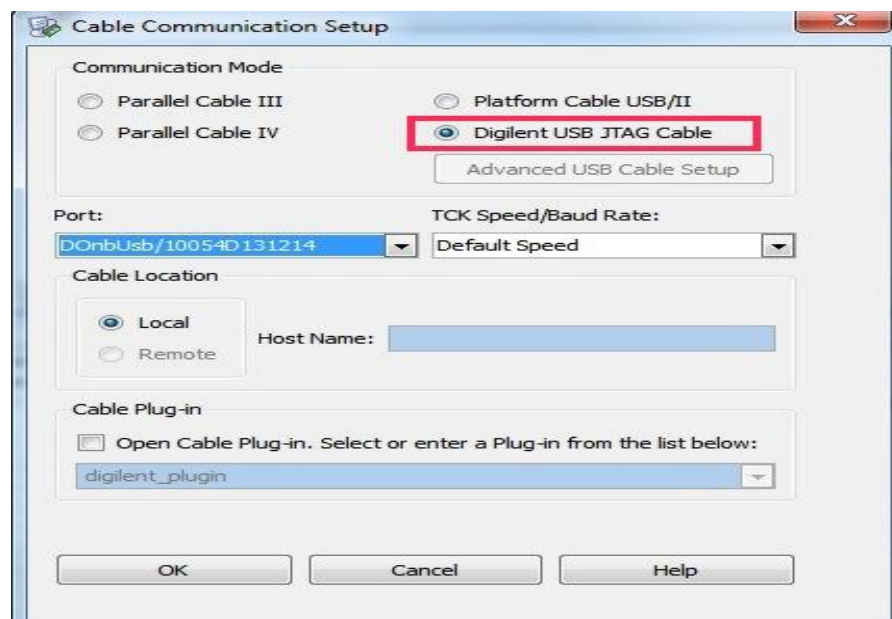 Cable Communication Setup
Communication Mode
Parallel Cable III
Platform Cable USB/II
Parallel Cable IV
Digilent USB JTAG Cable
Advanced USB Cable Setup
Port:
TCK Speed/Baud Rate:
DOnbUsb/10054D131214
Default Speed
Cable Location
Local
Remote
Host Name:
Cable Plug-in
Open Cable Plug-in. Select or enter a Plug-in from the list below:
digilent_plugin
OK
Cancel
Help